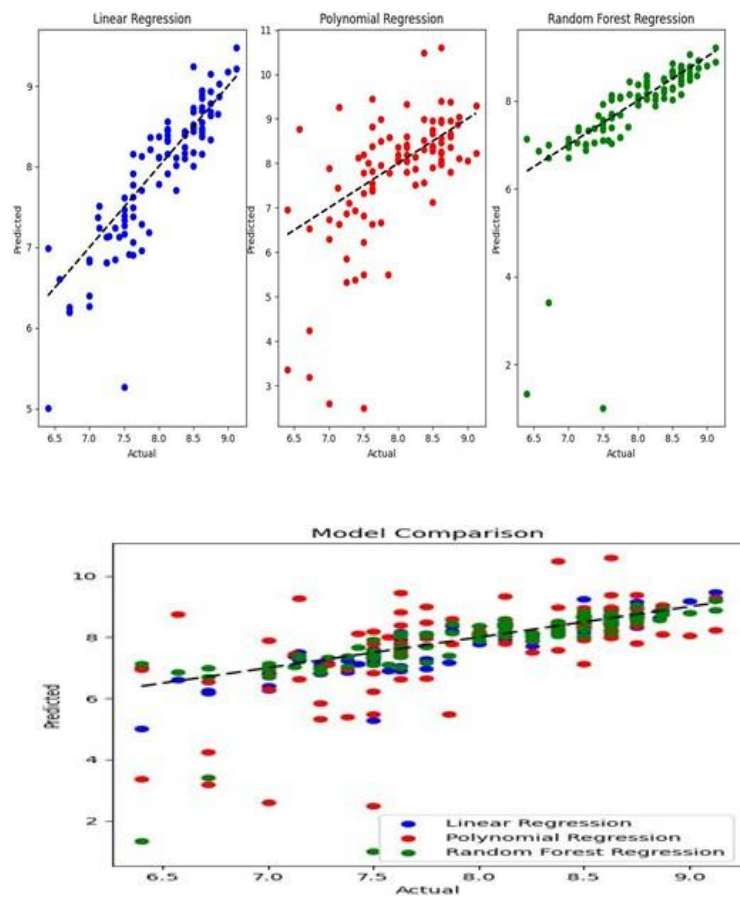 Linear Regression
Polynomial Regression
Random Forest Regression
9
8
7
6
5
Predicted
6.5 7.0 7.5 8.0 8.5 9.0
Actual
11
10
9
8
7
6
5
4
3
Predicted
6.5 7.0 7.5 8.0 8.5 9.0
Actual
8
6
4
2
Predicted
6.5 7.0 7.5 8.0 8.5 9.0
Actual
Model Comparison
10
8
6
4
2
Predicted
Linear Regression
Polynomial Regression
Random Forest Regression
6.5 7.0 7.5 8.0 8.5 9.0
Actual